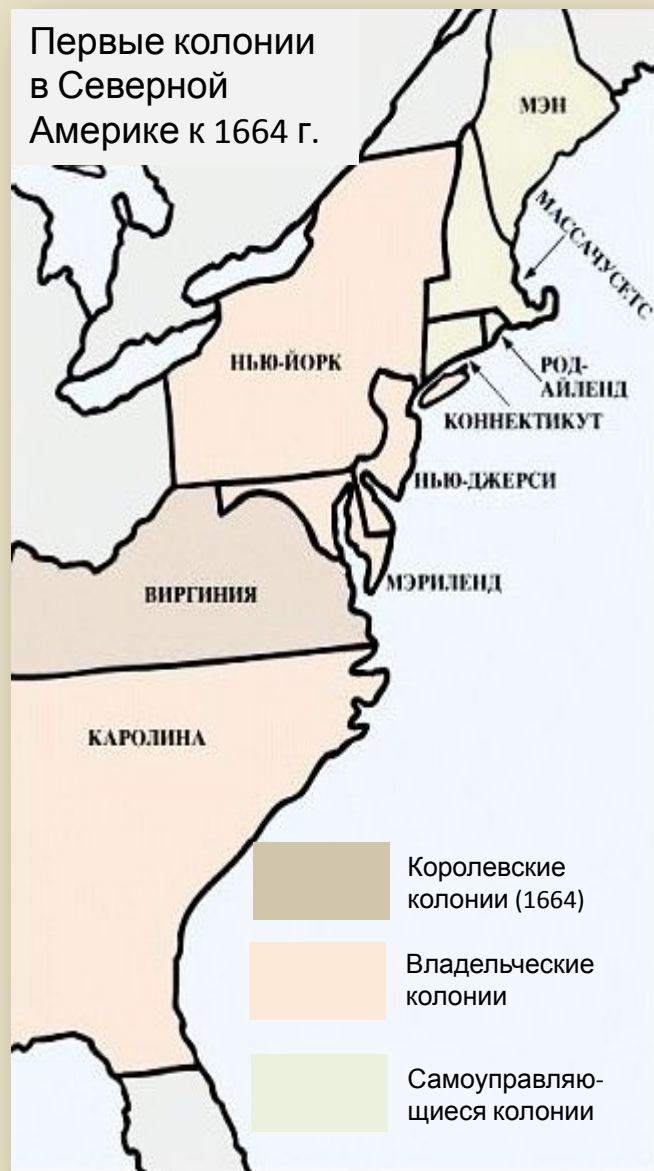 Первые колонии
в Северной
Америке к 1664 г.
МЭН
МАССАЧУСЕТС
НЬЮ-ЙОРК
РОД-
АЙЛЕНД
КОННЕКТИКУТ
НЬЮ-ДЖЕРСИ
МЭРИЛЕНД
ВИРГИНИЯ
КАРОЛИНА
Королевские
колонии (1664)
Владельческие
колонии
Самоуправляю-
щиеся колонии